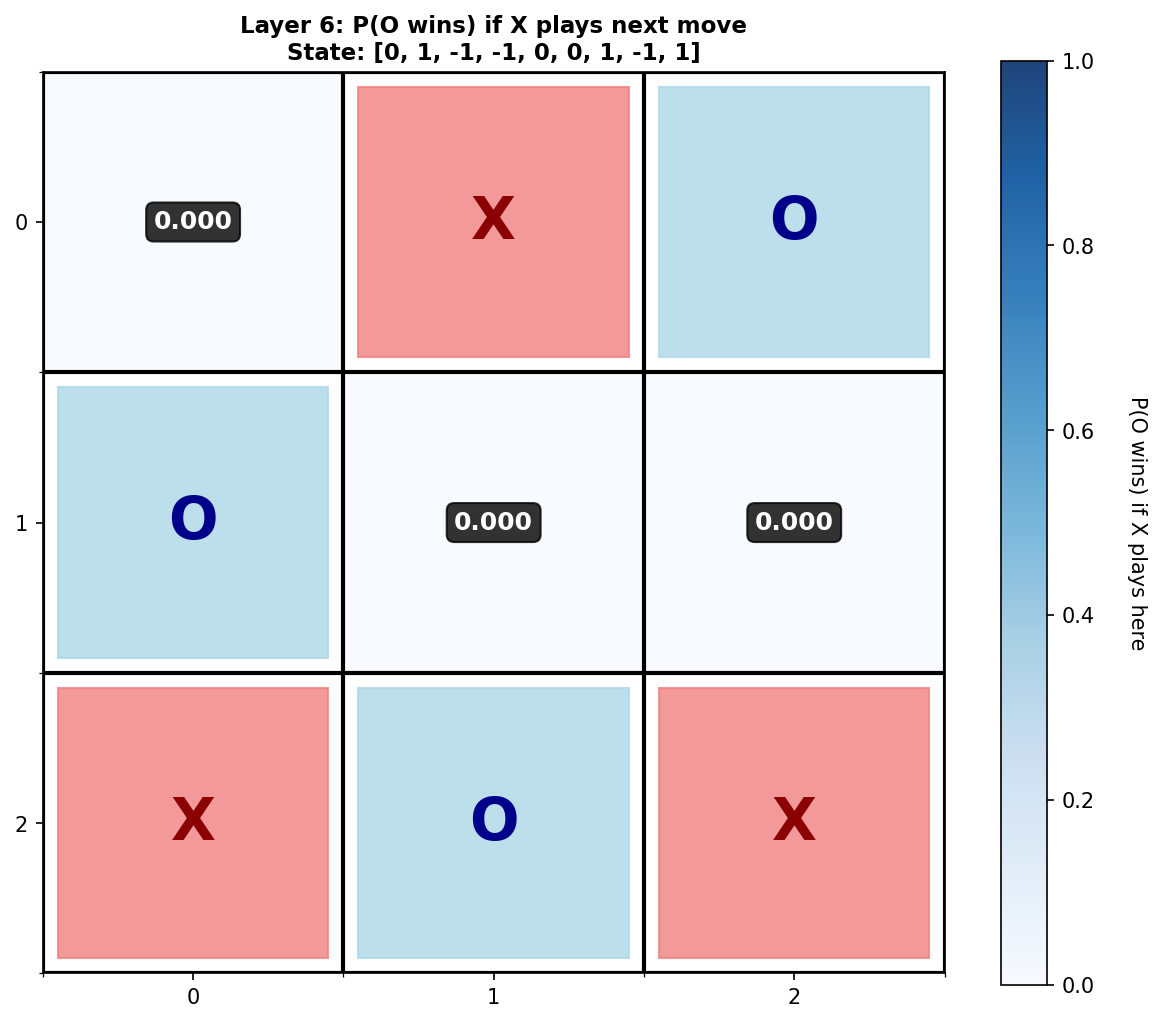 Layer 6: P(O wins) if X plays next move
State: [0, 1, -1, -1, 0, 0, 1, -1, 1]
0
0.000
X
O
1
O
0.000
0.000
2
X
O
X
0
1
2
1.0
0.8
0.6
0.4
0.2
0.0
P(O wins) if X plays here